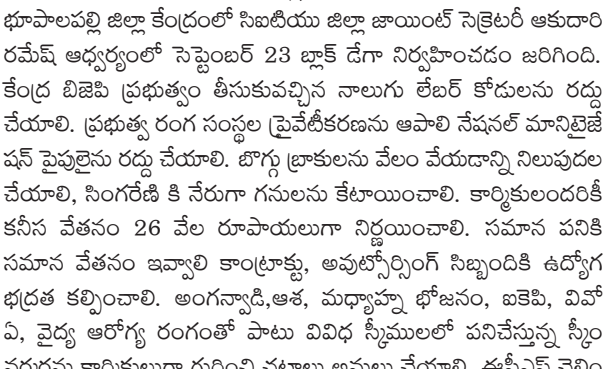 భూపాలపల్లి జిల్లా కేంద్రంలో సిఐటియు జిల్లా జాయింట్ సెక్రెటరీ ఆకుదారి
రమేష్ ఆధ్వర్యంలో సెప్టెంబర్ 23 బ్లాక్ డేగా నిర్వహించడం జరిగింది.
కేంద్ర బిజెపి ప్రభుత్వం తీసుకువచ్చిన నాలుగు లేబర్ కోడులను రద్దు
చేయాలి. ప్రభుత్వ రంగ సంస్థల ప్రైవేటీకరణను ఆపాలి నేషనల్ మానిటైజే
షన్ పైపులైను రద్దు చేయాలి. బొగ్గు బ్రాకులను వేలం వేయడాన్ని నిలుపుదల
చేయాలి, సింగరేణి కి నేరుగా గనులను కేటాయించాలి. కార్మికులందరికీ
కనీస వేతనం 26 వేల రూపాయలుగా నిర్ణయించాలి. సమాన పనికి
సమాన వేతనం ఇవ్వాలి కాంట్రాక్టు, అవుట్సోర్సింగ్ సిబ్బందికి ఉద్యోగ
భద్రత కల్పించాలి. అంగన్వాడి,ఆశ, మధ్యాహ్న భోజనం, ఐకెపి, వివో
ఏ, వైద్య ఆరోగ్య రంగంతో పాటు వివిధ స్కీములలో పనిచేస్తున్న స్కీం